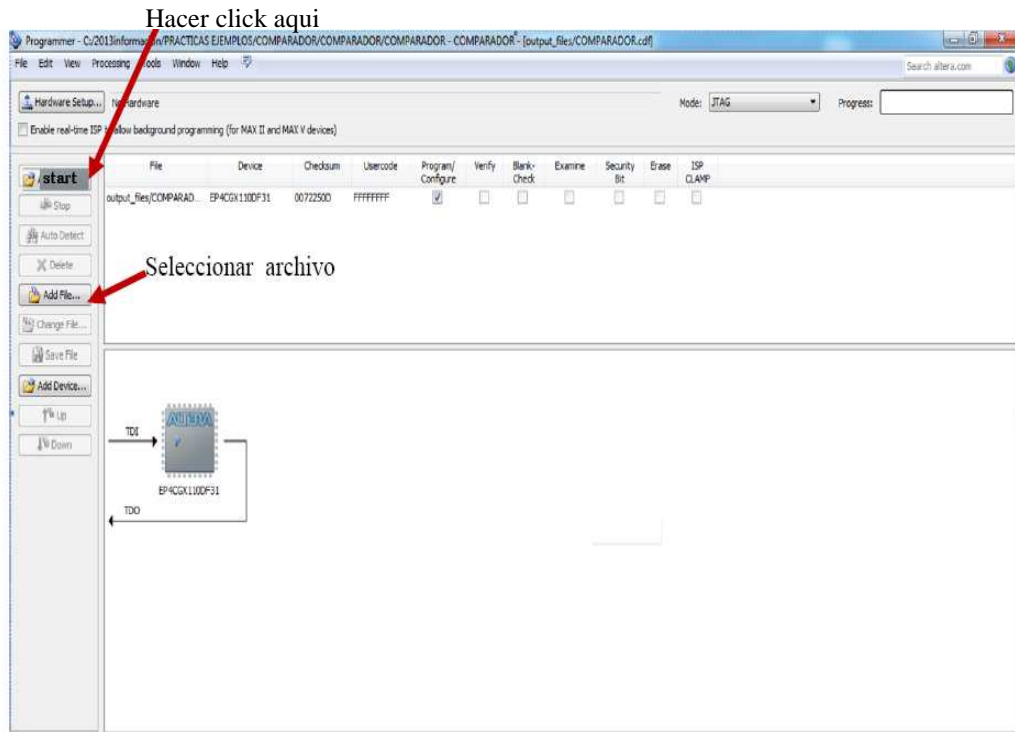 Hacer click aqui
Programmer - C:/2013informacion/PRACTICAS EJEMPLOS/COMPARADOR/COMPARADOR/COMPARADOR - COMPARADOR - [output_files/COMPARADOR.cdf]
File Edit View Processing Tools Window Help
Search altera.com
Hardware Setup... No Hardware
Mode: JTAG
Progress:
Enable real-time ISP to allow background programming (for MAX II and MAX V devices)
start
Stop
Auto Detect
Delete
Add File...
Change File...
Save File
Add Device...
Up
Down
File Device Checksum Usercode Program/ Configure Verify Blank- Check Examine Security Bit Erase ISP CLAMP
output_files/COMPARAD... EP4CGX110DF31 00722500 FFFFFFFF
Seleccionar archivo
TDI
ALTERA
EP4CGX110DF31
TDO